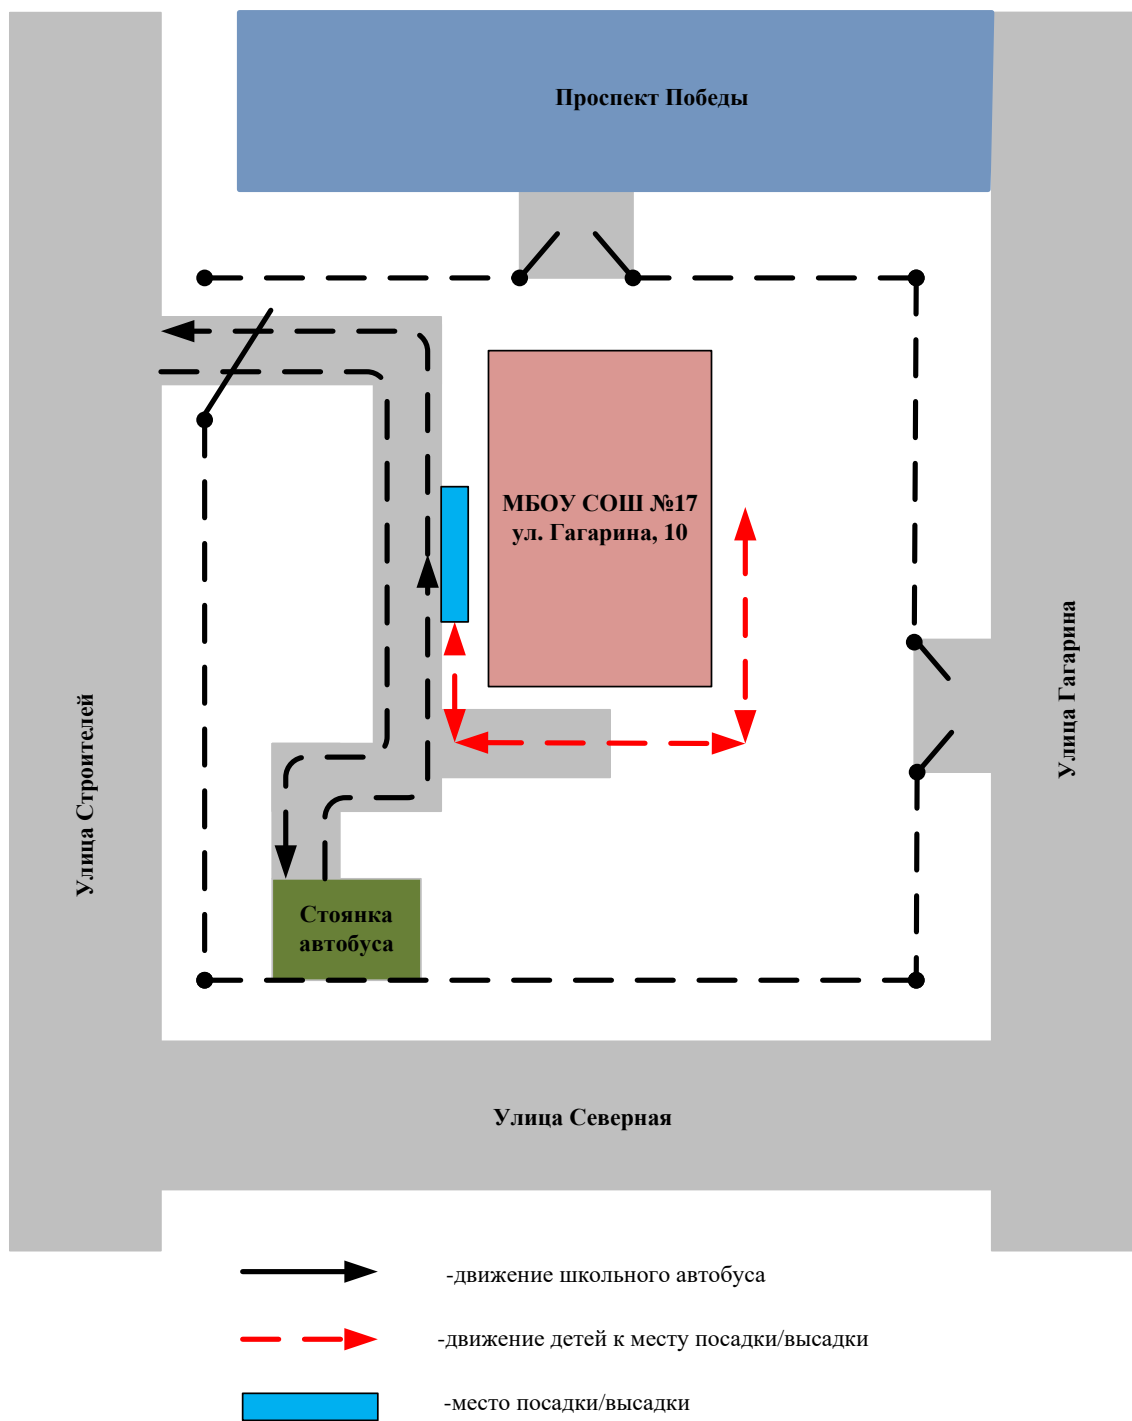 Проспект Победы
МБОУ СОШ №17
ул. Гагарина, 10
Улица Строителей
Улица Гагарина
Стоянка
автобуса
Улица Северная
-движение школьного автобуса
-движение детей к месту посадки/высадки
-место посадки/высадки